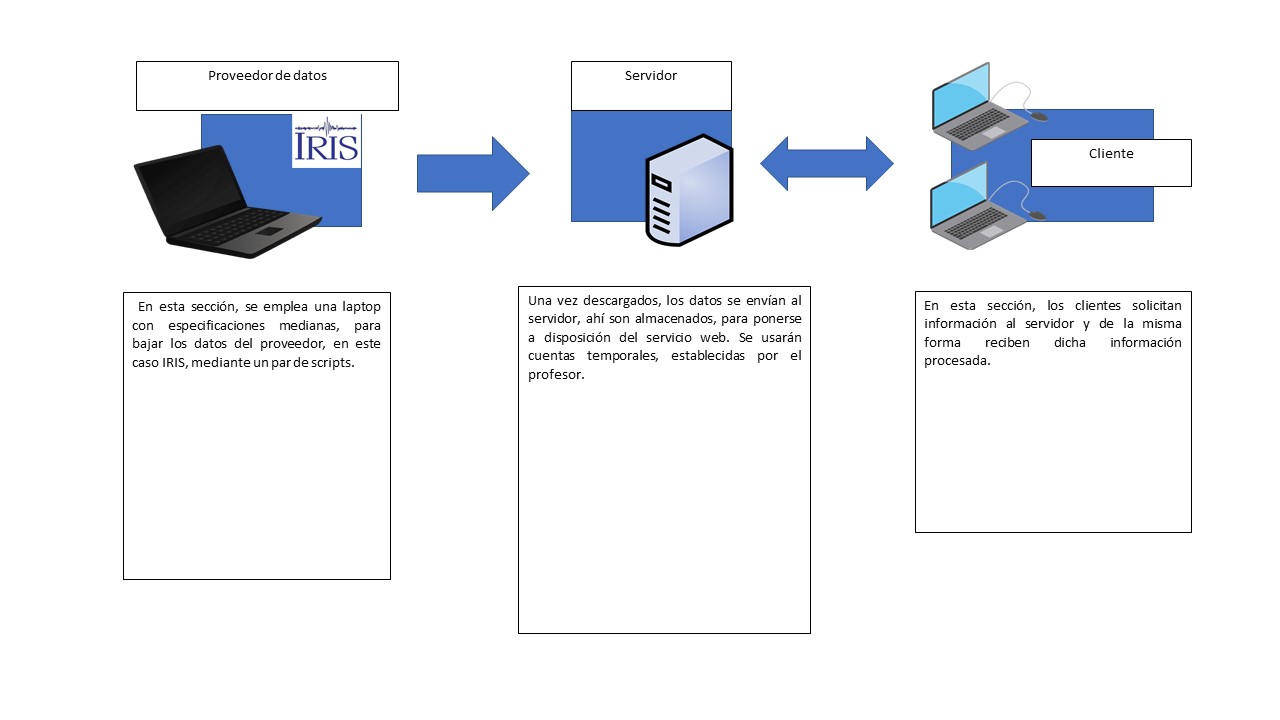 Proveedor de datos
IRIS
Servidor
Cliente
En esta sección, se emplea una laptop
con especificaciones medianas, para
bajar los datos del proveedor, en este
caso IRIS, mediante un par de scripts.
Una vez descargados, los datos se envían al
servidor, ahí son almacenados, para ponerse
a disposición del servicio web. Se usarán
cuentas temporales, establecidas por el
profesor.
En esta sección, los clientes solicitan
información al servidor y de la misma
forma reciben dicha información
procesada.